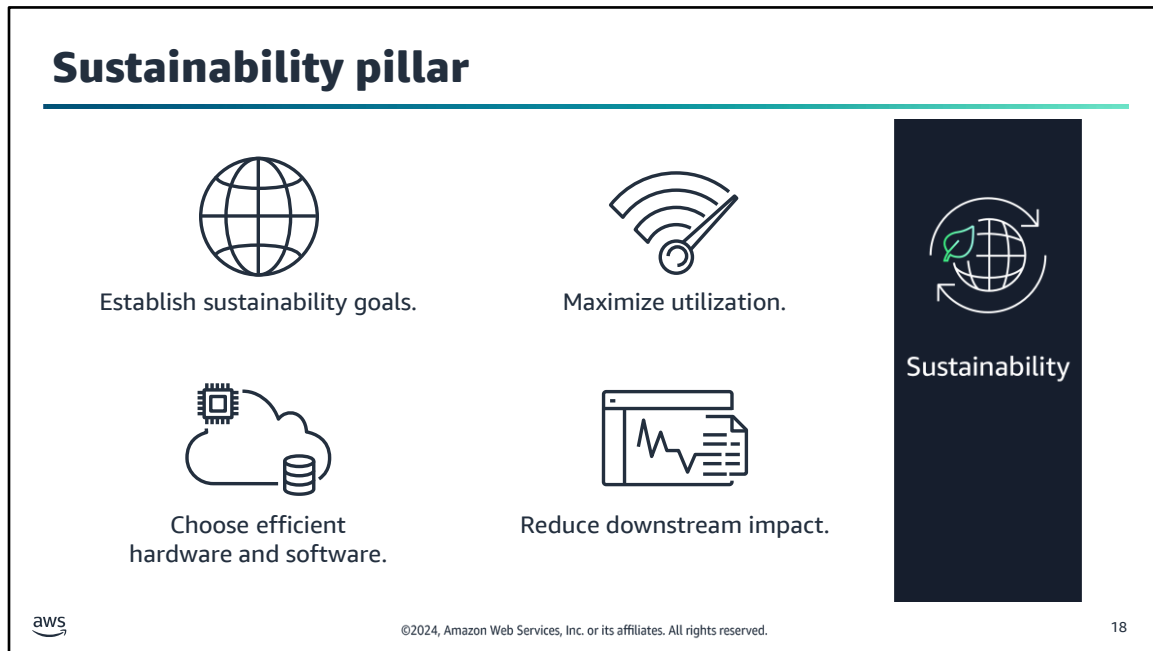 Sustainability pillar
Establish sustainability goals.
Maximize utilization.
Choose efficient
hardware and software.
Reduce downstream impact.
Sustainability
aws
©2024, Amazon Web Services, Inc. or its affiliates. All rights reserved.
18